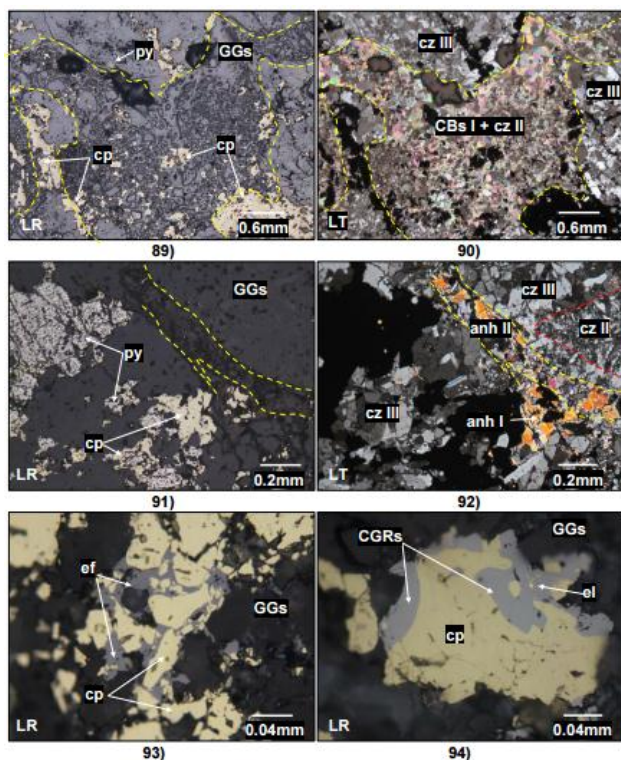 py
GGs
cp
cp
LR
0.6mm
89)
cz III
cz III
CBs I + cz II
LT
0.6mm
90)
GGs
py
cp
LR
0.2mm
91)
cz III
anh II
cz II
cz III
anh I
LT
0.2mm
92)
ef
GGs
cp
LR
0.04mm
93)
CGRs
GGs
el
cp
LR
0.04mm
94)